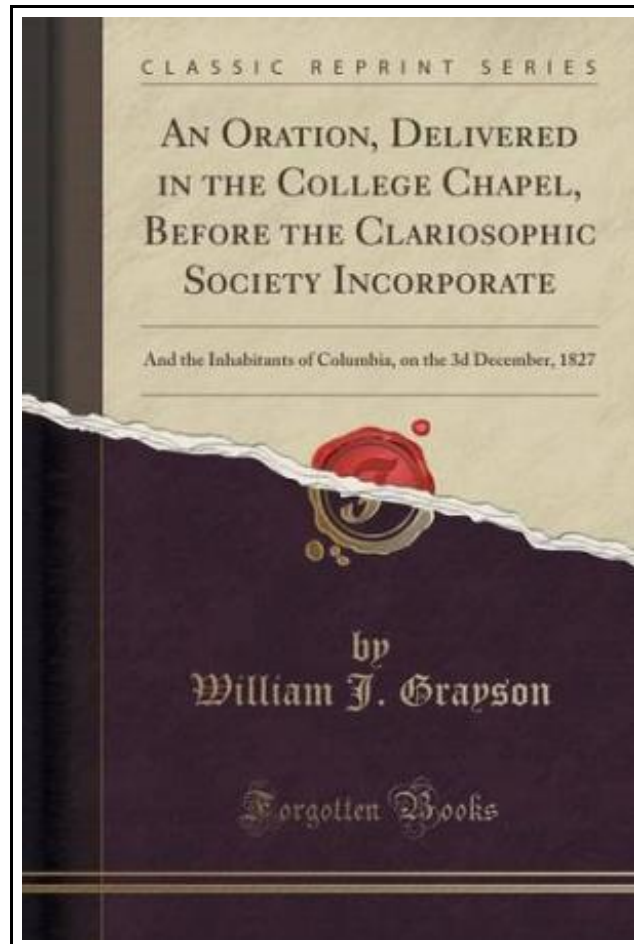 CLASSIC REPRINT SERIES
AN ORATION, DELIVERED
IN THE COLLEGE CHAPEL,
BEFORE THE CLARIOSOPHIC
SOCIETY INCORPORATE
And the Inhabitants of Columbia, on the 3d December, 1827
by
William J. Grayson
Forgotten Books